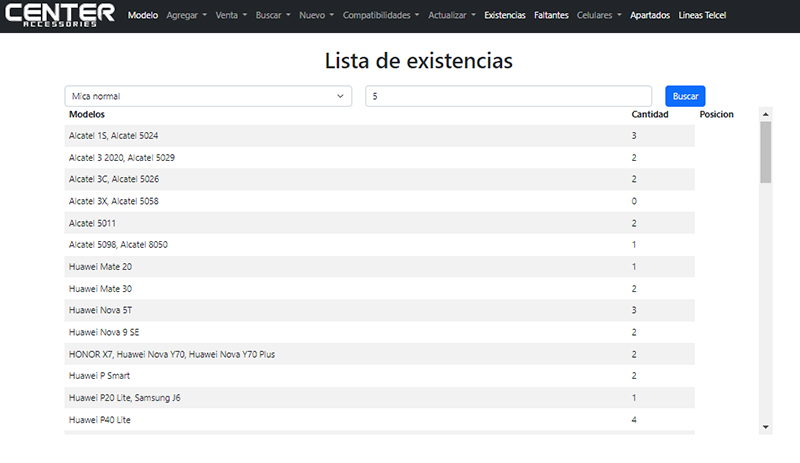 CENTER
ACCESSORIES
Modelo Agregar Venta Buscar Nuevo Compatibilidades Actualizar Existencias Faltantes Celulares Apartados Lineas Telcel
Lista de existencias
Mica normal 5 Buscar
Modelos Cantidad Posicion
Alcatel 1S, Alcatel 5024 3
Alcatel 3 2020, Alcatel 5029 2
Alcatel 3C, Alcatel 5026 2
Alcatel 3X, Alcatel 5058 0
Alcatel 5011 2
Alcatel 5098, Alcatel 8050 1
Huawei Mate 20 1
Huawei Mate 30 2
Huawei Nova 5T 3
Huawei Nova 9 SE 2
HONOR X7, Huawei Nova Y70, Huawei Nova Y70 Plus 2
Huawei P Smart 2
Huawei P20 Lite, Samsung J6 1
Huawei P40 Lite 4